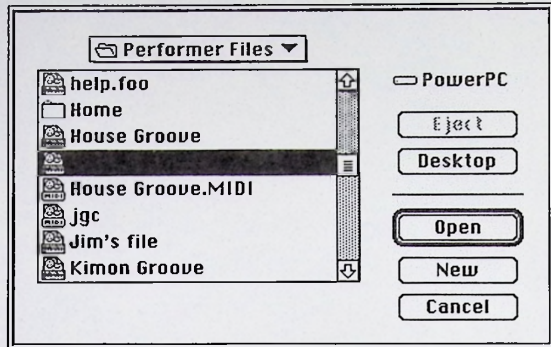 Performer Files
help.foo
Home
House Groove
House Groove.MIDI
jgc
Jim's file
Kimon Groove
PowerPC
Eject
Desktop
Open
New
Cancel